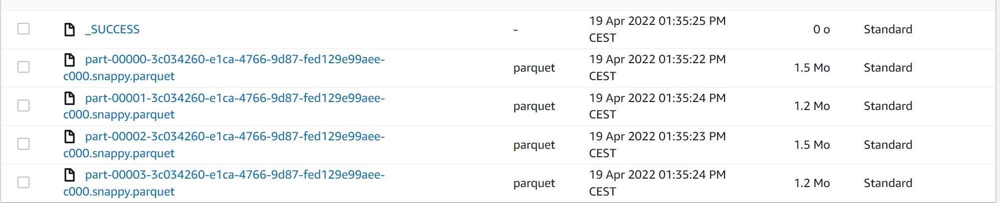 _SUCCESS - 19 Apr 2022 01:35:25 PM 0 o Standard
CEST
part-00000-3c034260-e1ca-4766-9d87-fed129e99aee- parquet 19 Apr 2022 01:35:22 PM 1.5 Mo Standard
c000.snappy.parquet CEST
part-00001-3c034260-e1ca-4766-9d87-fed129e99aee- parquet 19 Apr 2022 01:35:24 PM 1.2 Mo Standard
c000.snappy.parquet CEST
part-00002-3c034260-e1ca-4766-9d87-fed129e99aee- parquet 19 Apr 2022 01:35:23 PM 1.5 Mo Standard
c000.snappy.parquet CEST
part-00003-3c034260-e1ca-4766-9d87-fed129e99aee- parquet 19 Apr 2022 01:35:24 PM 1.2 Mo Standard
c000.snappy.parquet CEST